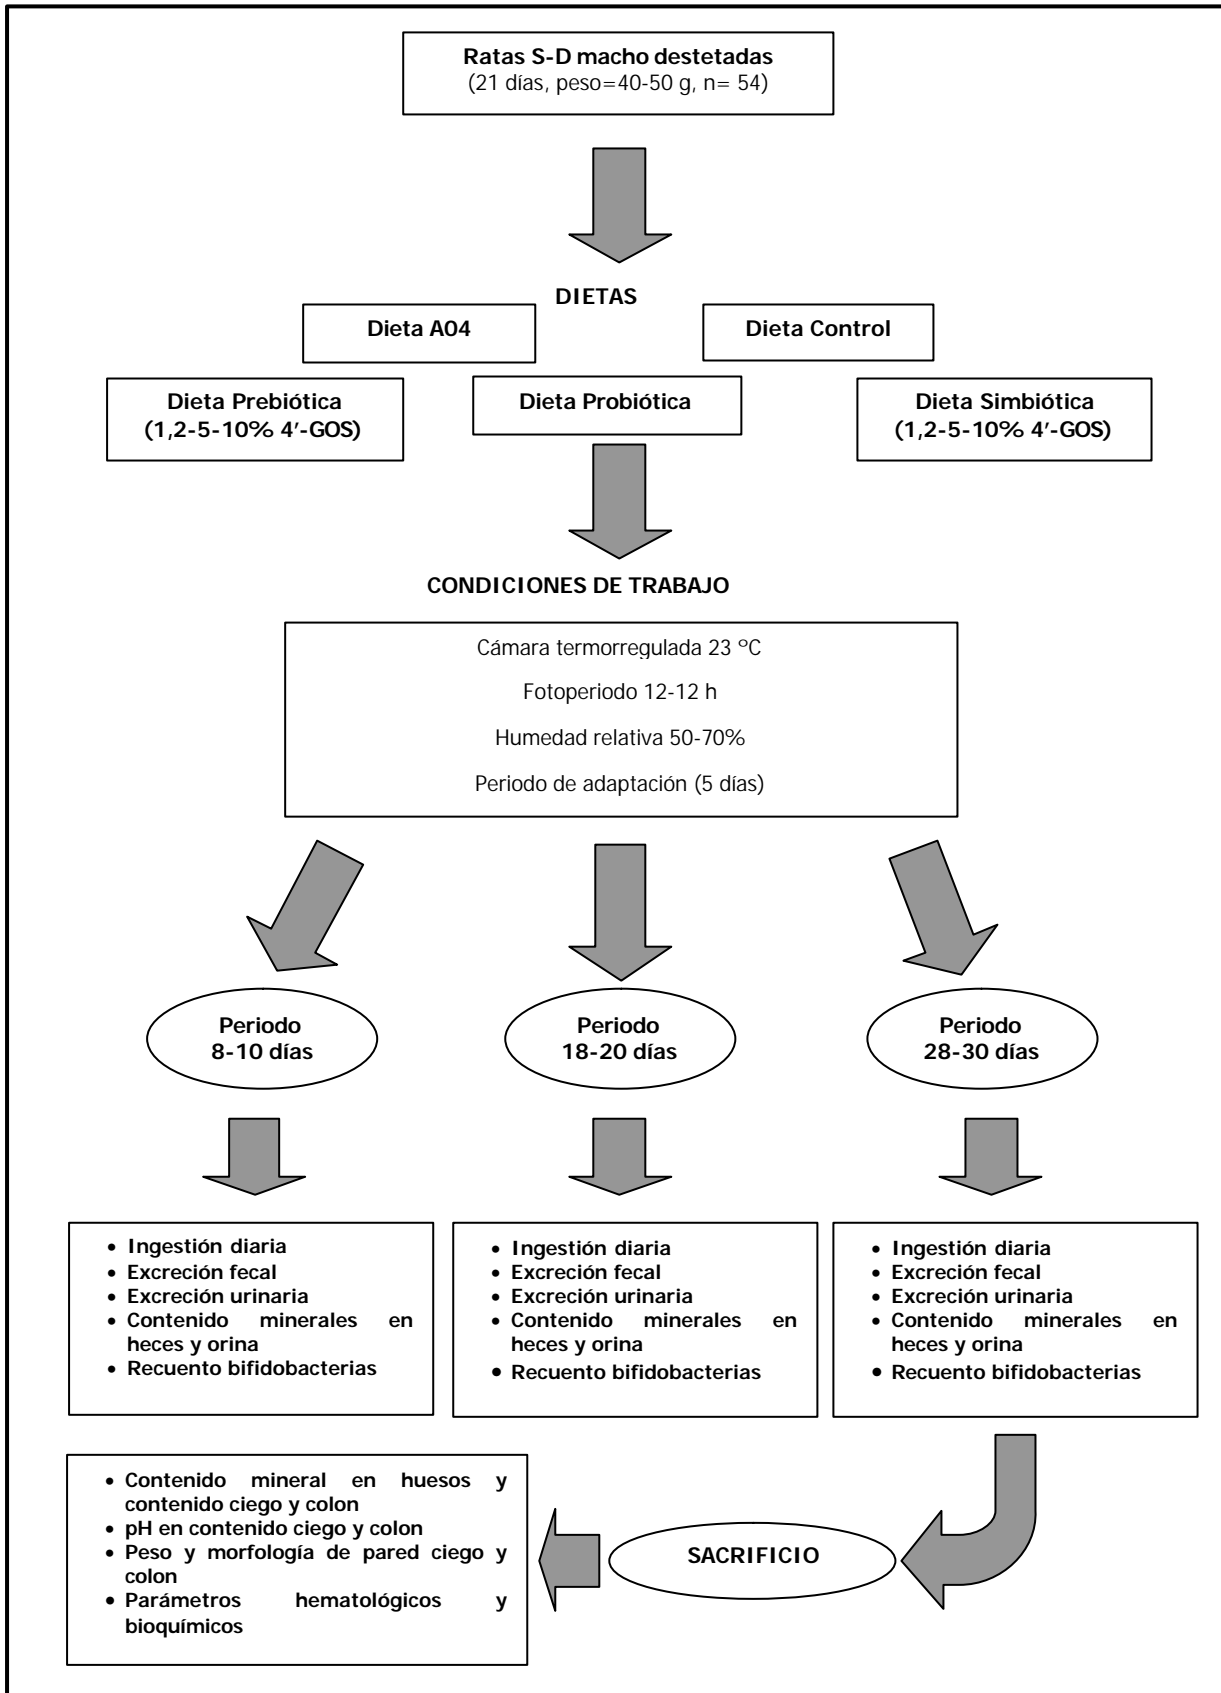 Ratas S-D macho destetadas
(21 días, peso=40-50 g, n= 54)
DIETAS
Dieta A04
Dieta Control
Dieta Prebiótica
(1,2-5-10% 4’-GOS)
Dieta Probiótica
Dieta Simbiótica
(1,2-5-10% 4’-GOS)
CONDICIONES DE TRABAJO
Cámara termorregulada 23 ºC
Fotoperiodo 12-12 h
Humedad relativa 50-70%
Periodo de adaptación (5 días)
Periodo
8-10 días
Periodo
18-20 días
Periodo
28-30 días
• Ingestión diaria
• Excreción fecal
• Excreción urinaria
• Contenido minerales en
heces y orina
• Recuento bifidobacterias
• Ingestión diaria
• Excreción fecal
• Excreción urinaria
• Contenido minerales en
heces y orina
• Recuento bifidobacterias
• Ingestión diaria
• Excreción fecal
• Excreción urinaria
• Contenido minerales en
heces y orina
• Recuento bifidobacterias
• Contenido mineral en huesos y
contenido ciego y colon
• pH en contenido ciego y colon
• Peso y morfología de pared ciego y
colon
• Parámetros hematológicos y
bioquímicos
SACRIFICIO